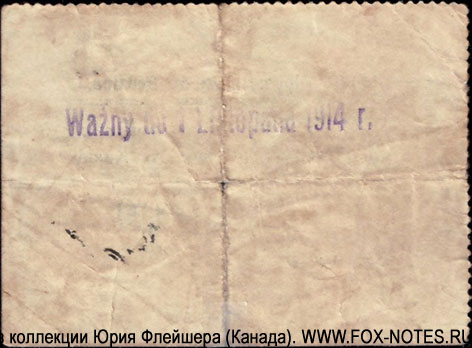 Ważny do 1 Listopada 1914 r.
з коллекции Юрия Флейшера (Канада). WWW.FOX-NOTES.RU